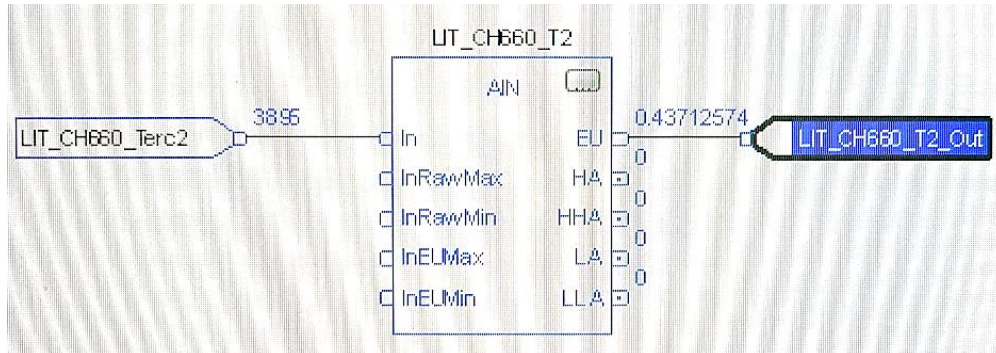 LIT_CH660_T2
AIN
...
LIT_CH660_Terc2
3895
In
EU
0.43712574
LIT_CH660_T2_Out
InRawMax
HA
0
InRawMin
HHA
0
InEUMax
LA
0
InEUMin
LLA
0